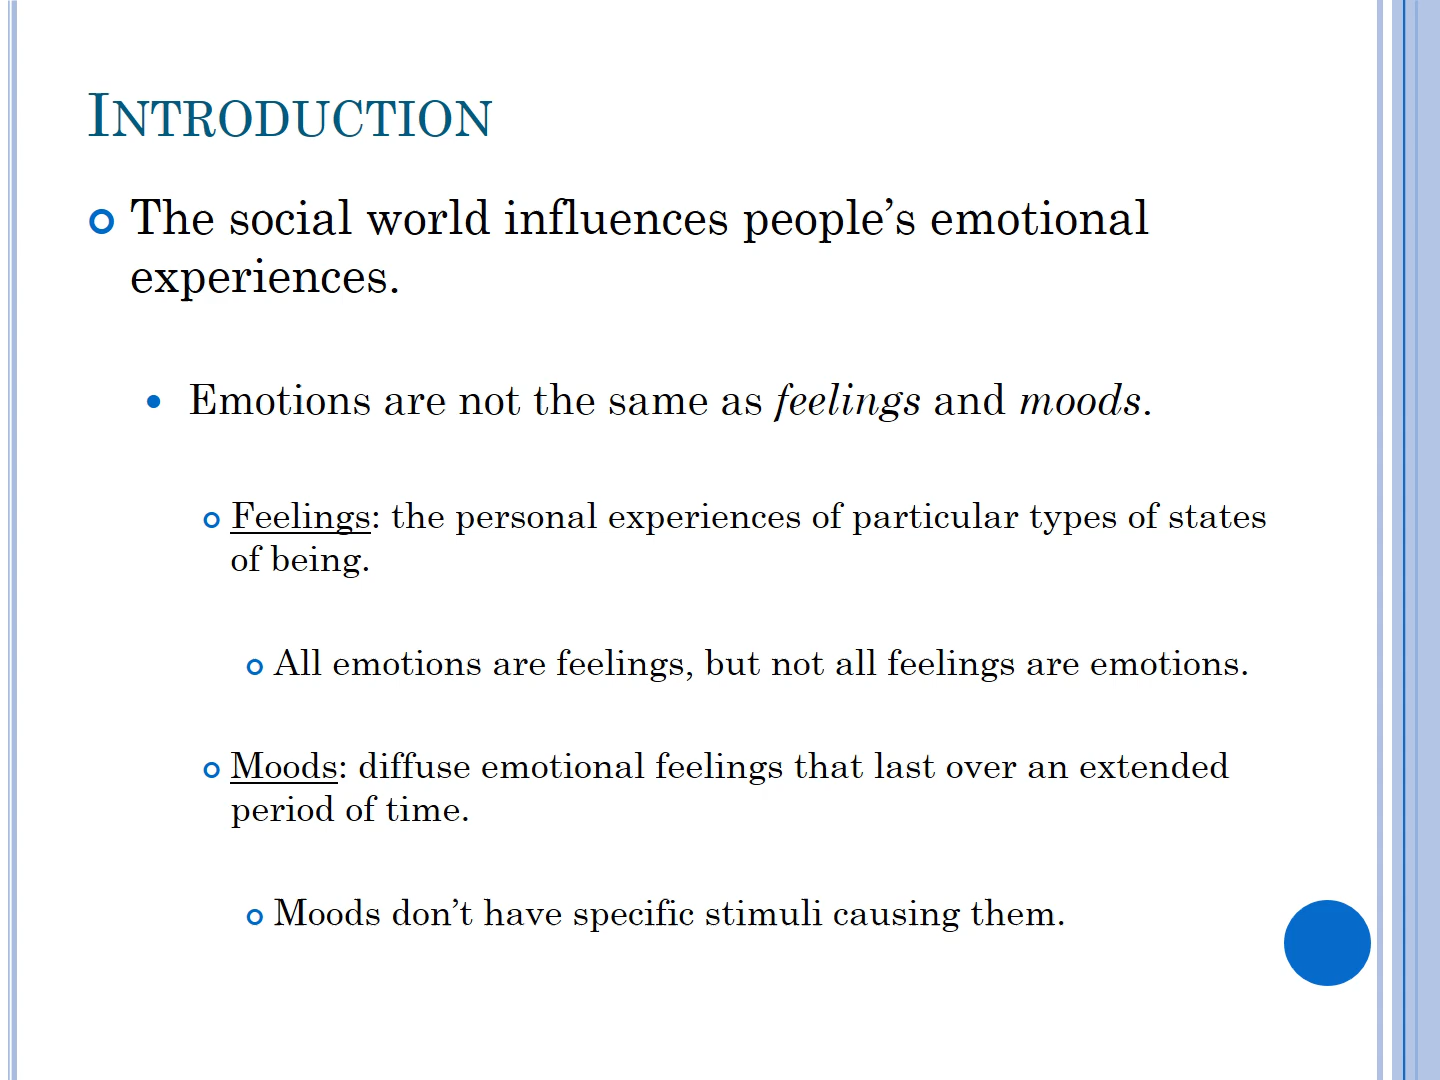 INTRODUCTION
The social world influences people’s emotional
experiences.
Emotions are not the same as feelings and moods.
Feelings: the personal experiences of particular types of states
of being.
All emotions are feelings, but not all feelings are emotions.
Moods: diffuse emotional feelings that last over an extended
period of time.
Moods don’t have specific stimuli causing them.